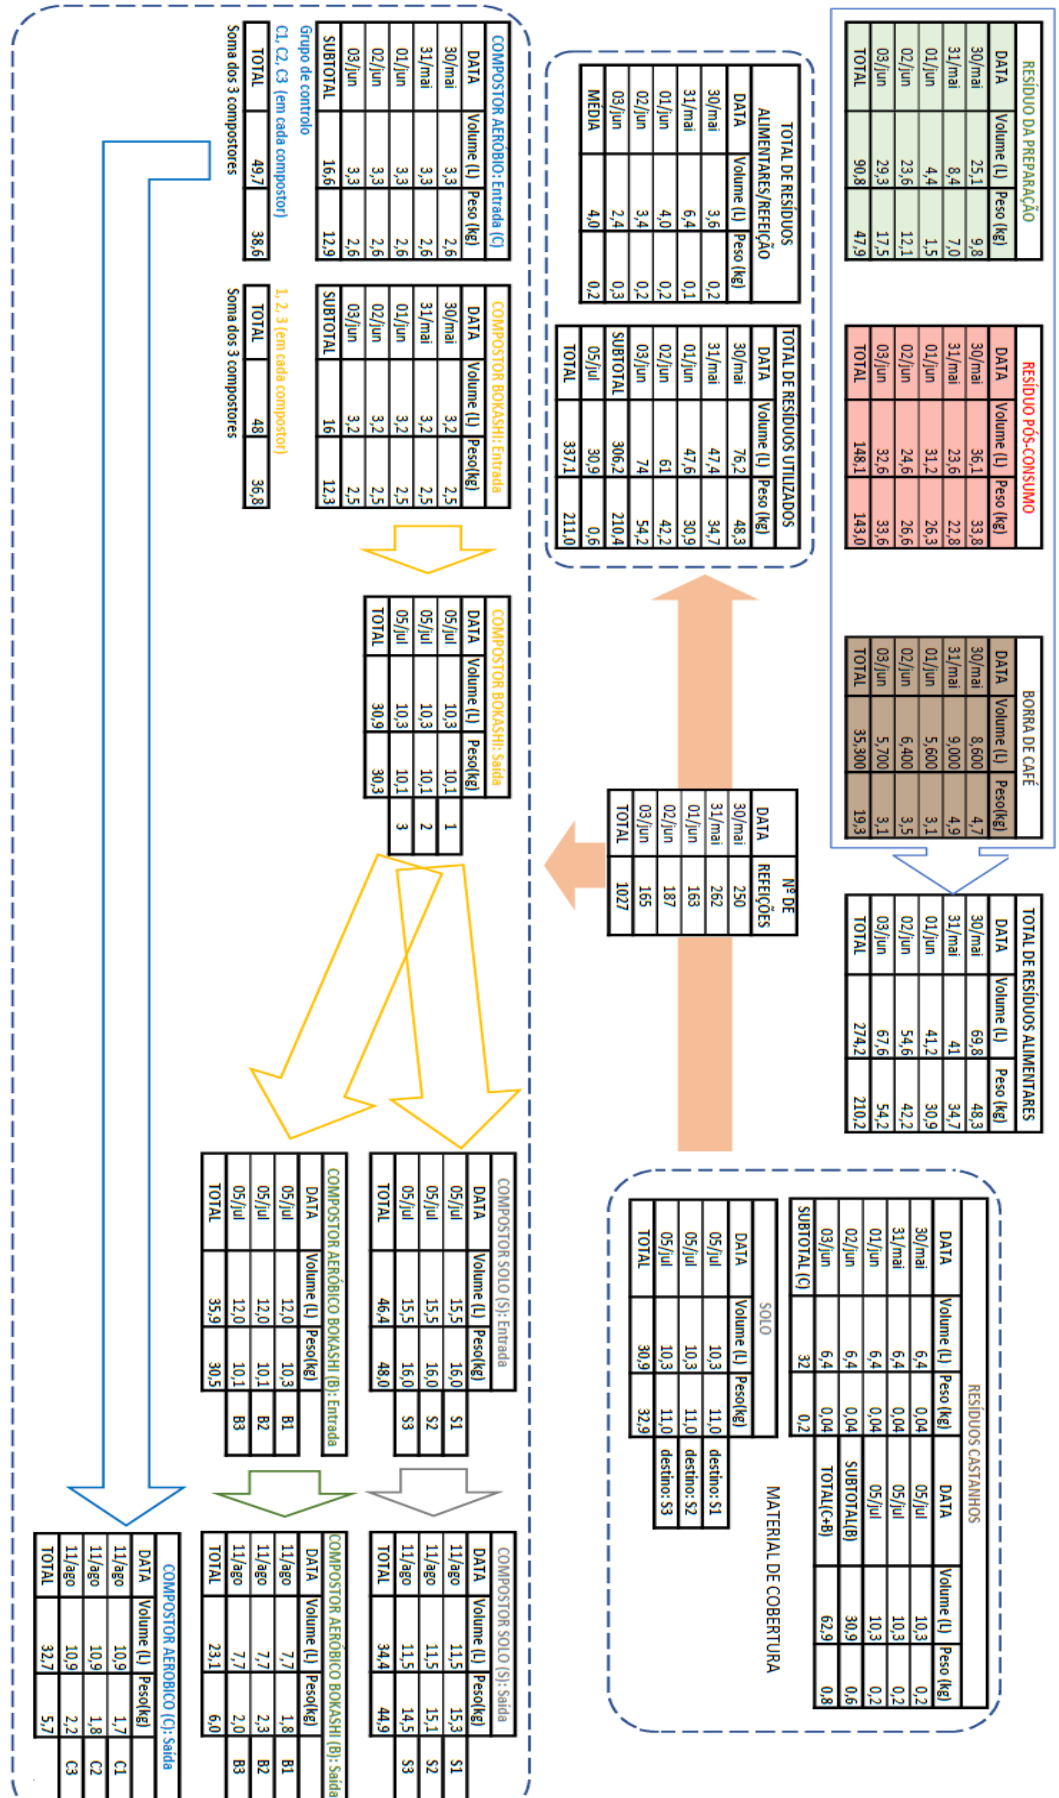 RESÍDUO DA PREPARAÇÃO
DATA Volume (L) Peso (kg)
30/mai 25,1 9,8
31/mai 8,4 7,0
01/jun 4,4 1,5
02/jun 23,6 12,1
03/jun 29,3 17,5
TOTAL 90,8 47,9
RESÍDUO PÓS-CONSUMO
DATA Volume (L) Peso (kg)
30/mai 36,1 33,8
31/mai 23,6 22,8
01/jun 31,2 26,3
02/jun 24,6 26,6
03/jun 32,6 33,6
TOTAL 148,1 143,0
BORRA DE CAFÉ
DATA Volume (L) Peso(kg)
30/mai 8,600 4,7
31/mai 9,000 4,9
01/jun 5,600 3,1
02/jun 6,400 3,5
03/jun 5,700 3,1
TOTAL 35,300 19,3
TOTAL DE RESÍDUOS ALIMENTARES
DATA Volume (L) Peso (kg)
30/mai 69,8 48,3
31/mai 41 34,7
01/jun 41,2 30,9
02/jun 54,6 42,2
03/jun 67,6 54,2
TOTAL 274,2 210,2
TOTAL DE RESÍDUOS
ALIMENTARES/REFEIÇÃO
DATA Volume (L) Peso (kg)
30/mai 3,6 0,2
31/mai 6,4 0,1
01/jun 4,0 0,2
02/jun 3,4 0,2
03/jun 2,4 0,3
MÉDIA 4,0 0,2
TOTAL DE RESÍDUOS UTILIZADOS
DATA Volume (L) Peso (kg)
30/mai 76,2 48,3
31/mai 47,4 34,7
01/jun 47,6 30,9
02/jun 61 42,2
03/jun 74 54,2
SUBTOTAL 306,2 210,4
05/jul 30,9 0,6
TOTAL 337,1 211,0
Nº DE
DATA REFEIÇÕES
30/mai 250
31/mai 262
01/jun 163
02/jun 187
03/jun 165
TOTAL 1027
RESÍDUOS CASTANHOS
DATA Volume (L) Peso (kg) DATA Volume (L) Peso (kg)
30/mai 6,4 0,04 05/jul 10,3 0,2
31/mai 6,4 0,04 05/jul 10,3 0,2
01/jun 6,4 0,04 05/jul 10,3 0,2
02/jun 6,4 0,04 SUBTOTAL(B) 30,9 0,6
03/jun 6,4 0,04 TOTAL(C+B) 62,9 0,8
SUBTOTAL (C) 32 0,2
MATERIAL DE COBERTURA
SOLO
DATA Volume (L) Peso(kg)
05/jul 10,3 11,0 destino: S1
05/jul 10,3 11,0 destino: S2
05/jul 10,3 11,0 destino: S3
TOTAL 30,9 32,9
COMPOSTOR AERÓBIO: Entrada (C)
DATA Volume (L) Peso (kg)
30/mai 3,3 2,6
31/mai 3,3 2,6
01/jun 3,3 2,6
02/jun 3,3 2,6
03/jun 3,3 2,6
SUBTOTAL 16,6 12,9
Grupo de controlo
C1, C2, C3 (em cada compostor)
TOTAL 49,7 38,6
Soma dos 3 compostores
COMPOSTOR BOKASHI: Entrada
DATA Volume (L) Peso(kg)
30/mai 3,2 2,5
31/mai 3,2 2,5
01/jun 3,2 2,5
02/jun 3,2 2,5
03/jun 3,2 2,5
SUBTOTAL 16 12,3
1, 2, 3 (em cada compostor)
TOTAL 48 36,8
Soma dos 3 compostores
COMPOSTOR BOKASHI: Saída
DATA Volume (L) Peso(kg)
05/jul 10,3 10,1 1
05/jul 10,3 10,1 2
05/jul 10,3 10,1 3
TOTAL 30,9 30,3
COMPOSTOR SOLO (S): Entrada
DATA Volume (L) Peso(kg)
05/jul 15,5 16,0 S1
05/jul 15,5 16,0 S2
05/jul 15,5 16,0 S3
TOTAL 46,4 48,0
COMPOSTOR AERÓBICO BOKASHI (B): Entrada
DATA Volume (L) Peso(kg)
05/jul 12,0 10,3 B1
05/jul 12,0 10,1 B2
05/jul 12,0 10,1 B3
TOTAL 35,9 30,5
COMPOSTOR SOLO (S): Saída
DATA Volume (L) Peso(kg)
11/ago 11,5 15,3 S1
11/ago 11,5 15,1 S2
11/ago 11,5 14,5 S3
TOTAL 34,4 44,9
COMPOSTOR AERÓBICO BOKASHI (B): Saída
DATA Volume (L) Peso(kg)
11/ago 7,7 1,8 B1
11/ago 7,7 2,3 B2
11/ago 7,7 2,0 B3
TOTAL 23,1 6,0
COMPOSTOR AEROBICO (C): Saída
DATA Volume (L) Peso(kg)
11/ago 10,9 1,7 C1
11/ago 10,9 1,8 C2
11/ago 10,9 2,2 C3
TOTAL 32,7 5,7